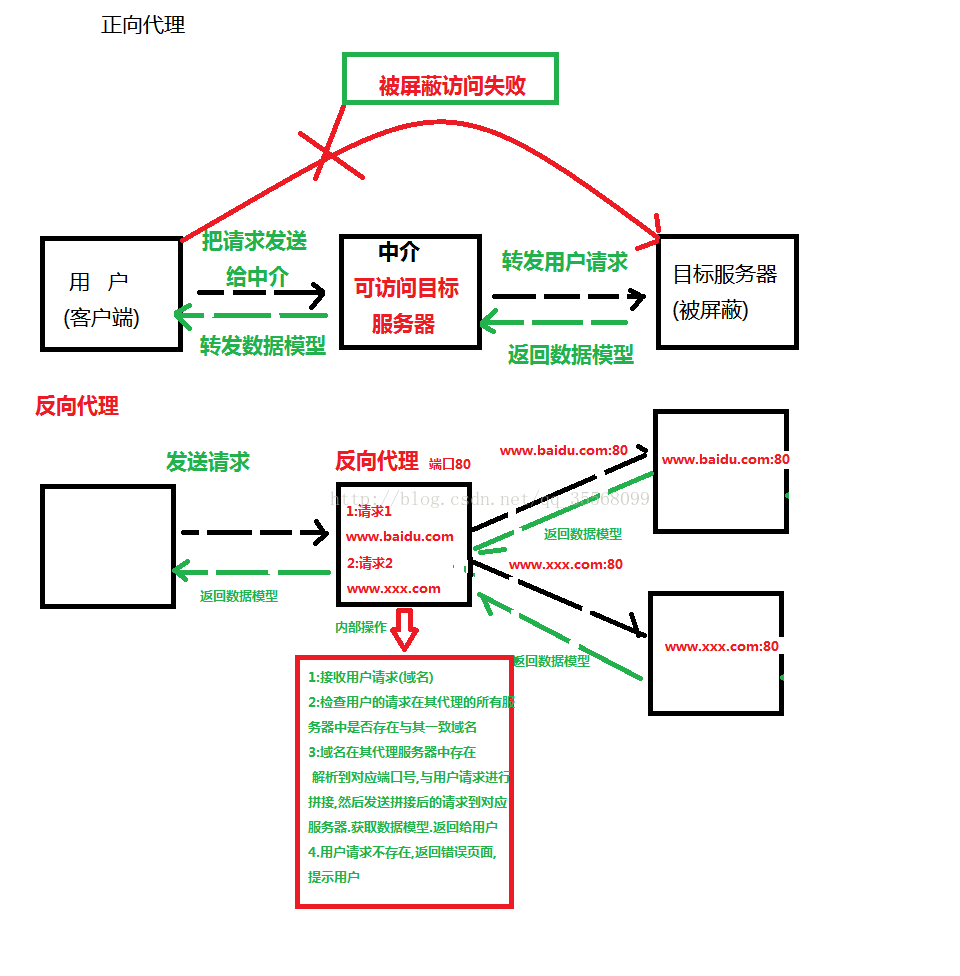 正向代理
被屏蔽访问失败
把请求发送
给中介
转发数据模型
用 户
(客户端)
中介
可访问目标
服务器
转发用户请求
返回数据模型
目标服务器
(被屏蔽)
反向代理
发送请求
返回数据模型
反向代理 端口80
1:请求1
www.baidu.com
2:请求2
www.xxx.com
www.baidu.com:80
返回数据模型
www.baidu.com:80
www.xxx.com:80
返回数据模型
www.xxx.com:80
内部操作
1:接收用户请求(域名)
2:检查用户的请求在其代理的所有服
务器中是否存在与其一致域名
3:域名在其代理服务器中存在
解析到对应端口号,与用户请求进行
拼接,然后发送拼接后的请求到对应
服务器.获取数据模型.返回给用户
4.用户请求不存在,返回错误页面,
提示用户